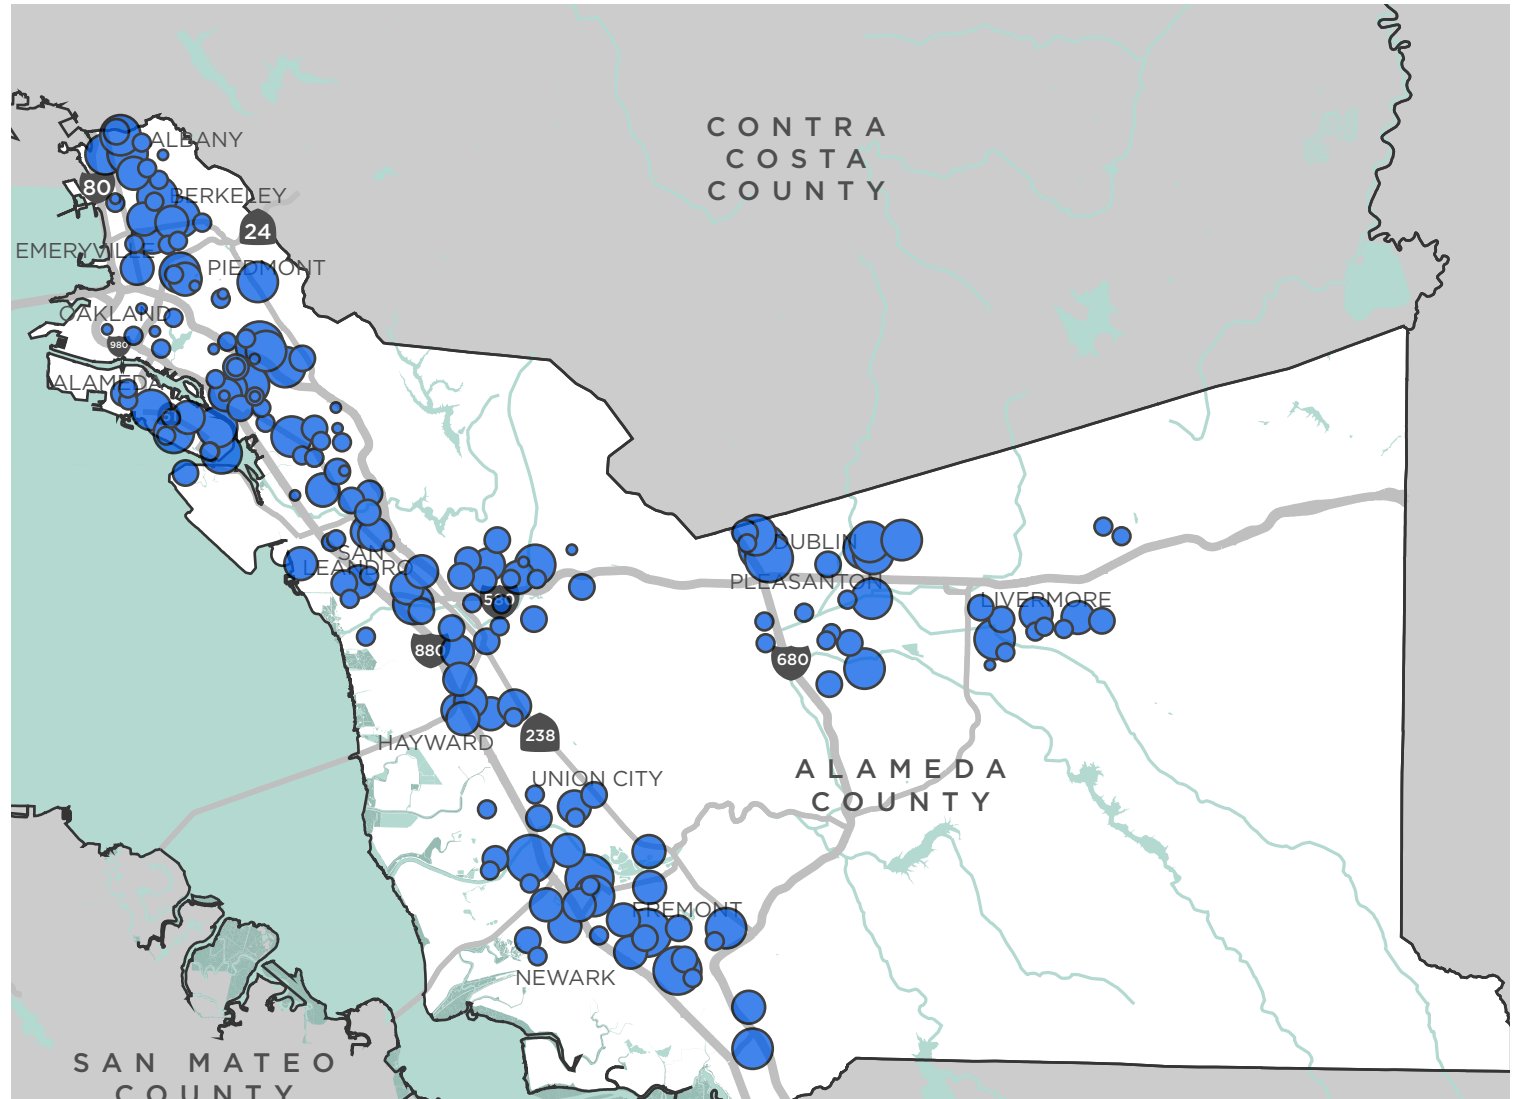 CONTRA
COSTA
COUNTY
ALBANY
80
BERKELEY
24
EMERYVILLE
PIEDMONT
OAKLAND
980
ALAMEDA
DUBLIN
SAN
LEANDRO
PLEASANTON
580
LIVERMORE
880
680
238
HAYWARD
UNION CITY
ALAMEDA
COUNTY
FREMONT
NEWARK
SAN MATEO
COUNTY